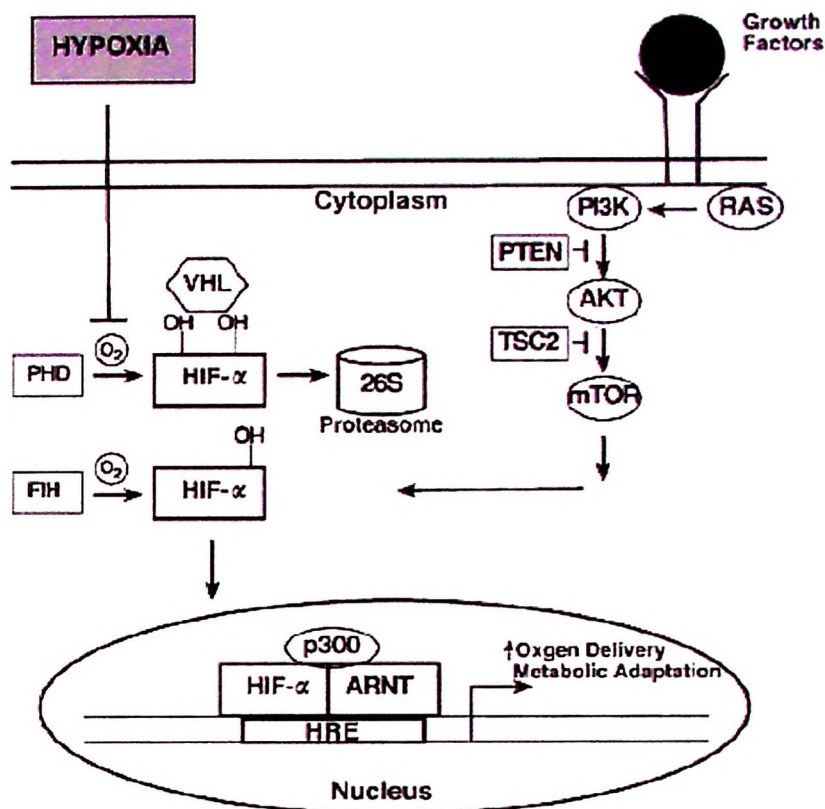 HYPOXIA
Growth
Factors
Cytoplasm
PI3K
RAS
PTEN
AKT
VHL
OH OH
TSC2
O2
PHD
HIF-α
26S
mTOR
Proteasome
OH
O2
FIH
HIF-α
p300
↑Oxgen Delivery
Metabolic Adaptation
HIF-α
ARNT
HRE
Nucleus